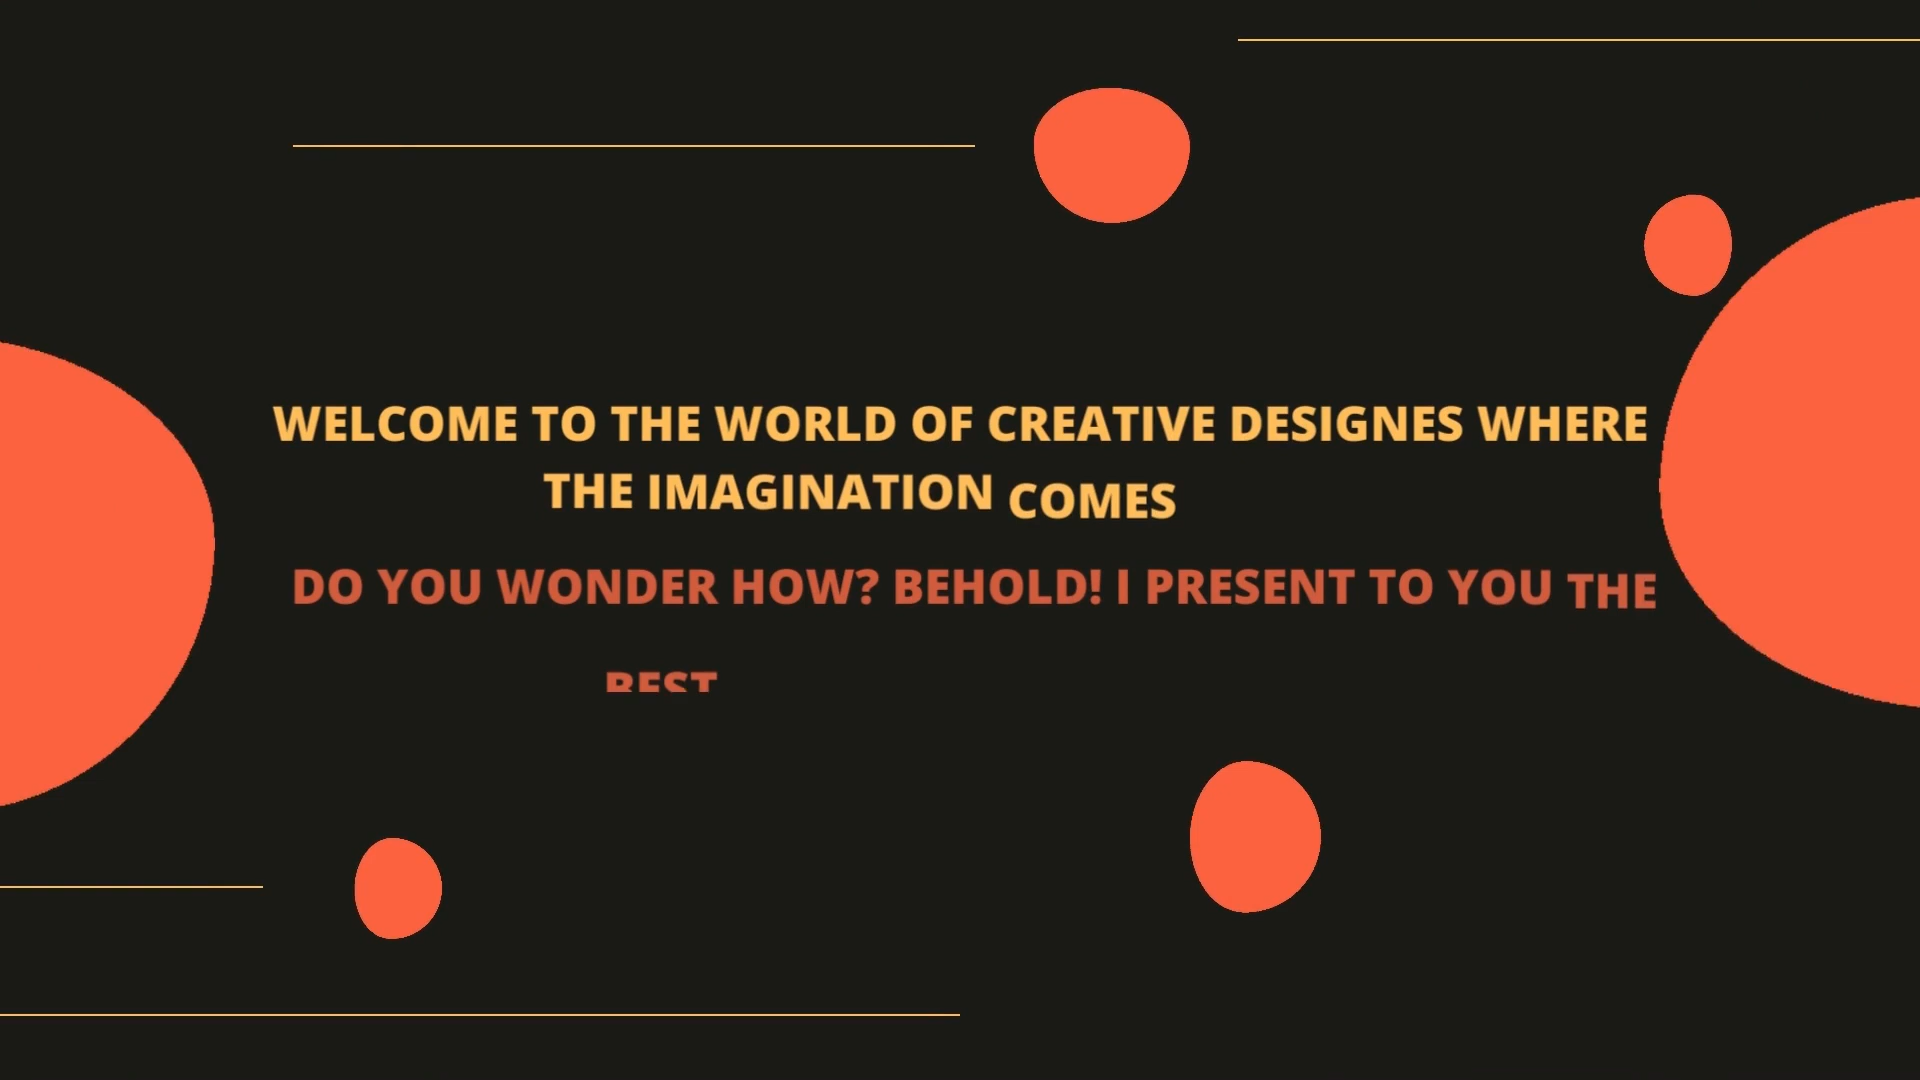 WELCOME TO THE WORLD OF CREATIVE DESIGNES WHERE
THE IMAGINATION COMES
DO YOU WONDER HOW? BEHOLD! I PRESENT TO YOU THE
BEST